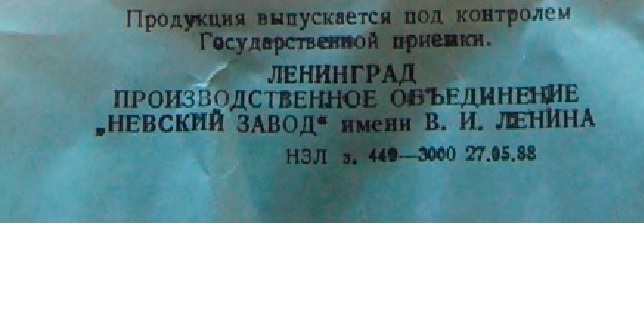 Продукция выпускается под контролем
Государственной приемки.
ЛЕНИНГРАД
ПРОИЗВОДСТВЕННОЕ ОБЪЕДИНЕНИЕ
„НЕВСКИЙ ЗАВОД“ имени В. И. ЛЕНИНА
НЗЛ з. 449—3000 27.05.88